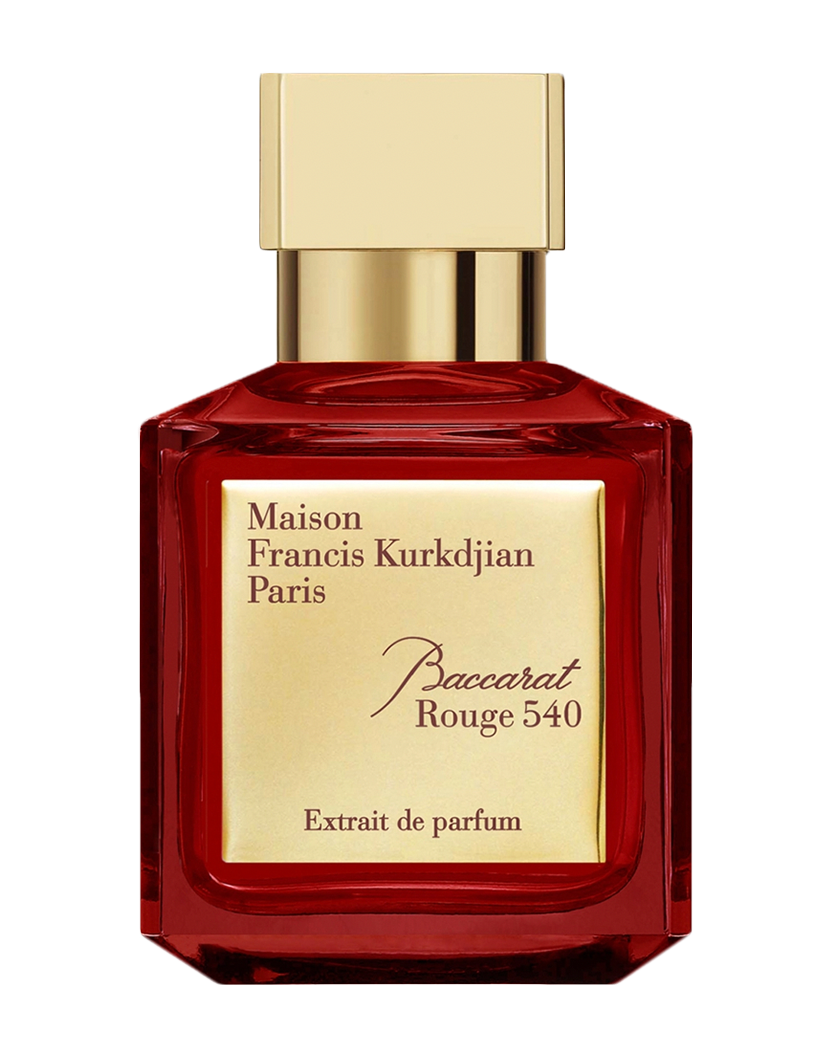 Maison
Francis Kurkdjian
Paris
Baccarat
Rouge 540
Extrait de parfum